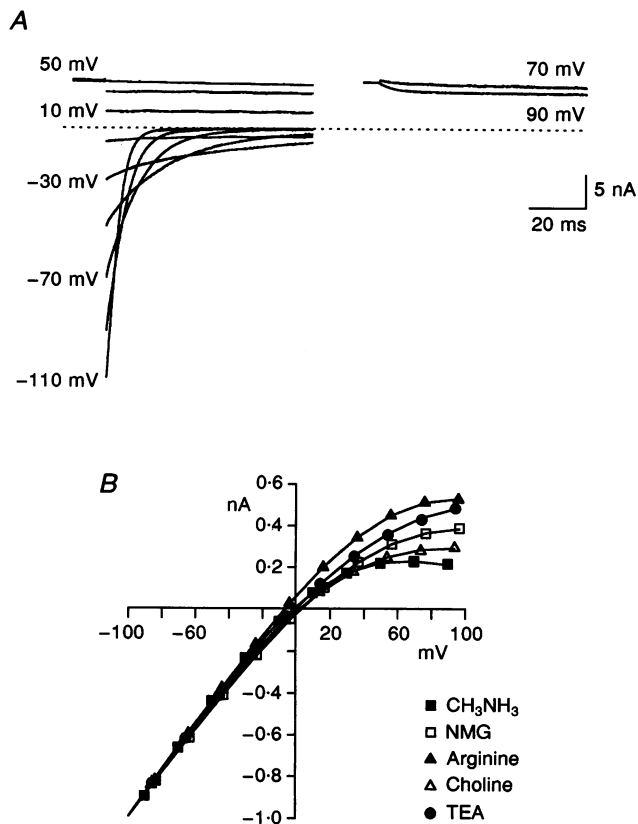 A
50 mV
70 mV
10 mV
90 mV
−30 mV
5 nA
20 ms
−70 mV
−110 mV
B
0·6
nA
0·4
0·2
−100 −60 20 60 100
mV
−0·4
−0·6
−0·8
−1·0
CH₃NH₃
NMG
Arginine
Choline
TEA